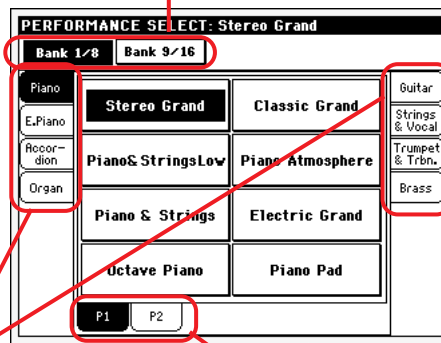 PERFORMANCE SELECT: Stereo Grand
Bank 1/8 Bank 9/16
Piano
E.Piano
Accor-
dion
Organ
Stereo Grand Classic Grand
Piano& StringsLow Piano Atmosphere
Piano & Strings Electric Grand
Octave Piano Piano Pad
Guitar
Strings
& Vocal
Trumpet
& Trbn.
Brass
P1 P2